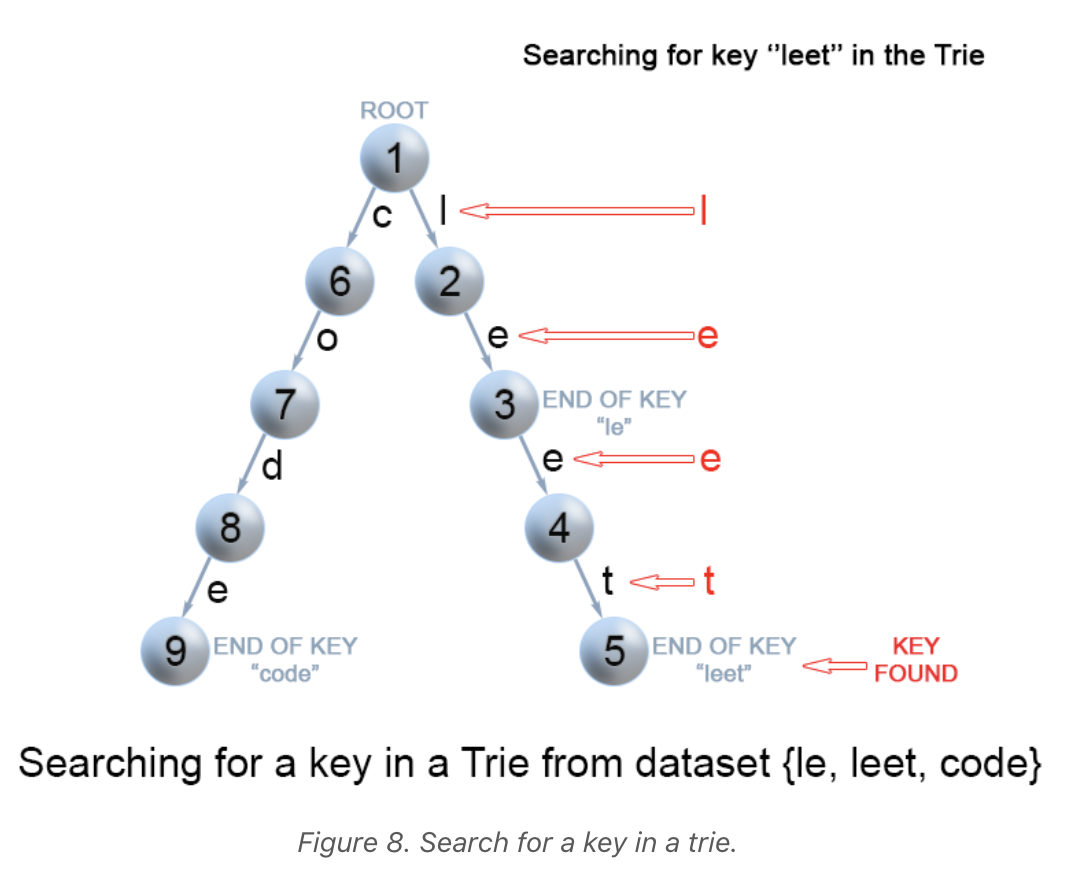 Searching for key ‘’leet’’ in the Trie
ROOT
1
c
l
l
6
2
o
e
e
7
3
END OF KEY
“le”
d
e
e
8
4
e
t
t
9
END OF KEY
“code”
5
END OF KEY
“leet”
KEY
FOUND
Searching for a key in a Trie from dataset {le, leet, code}
Figure 8. Search for a key in a trie.